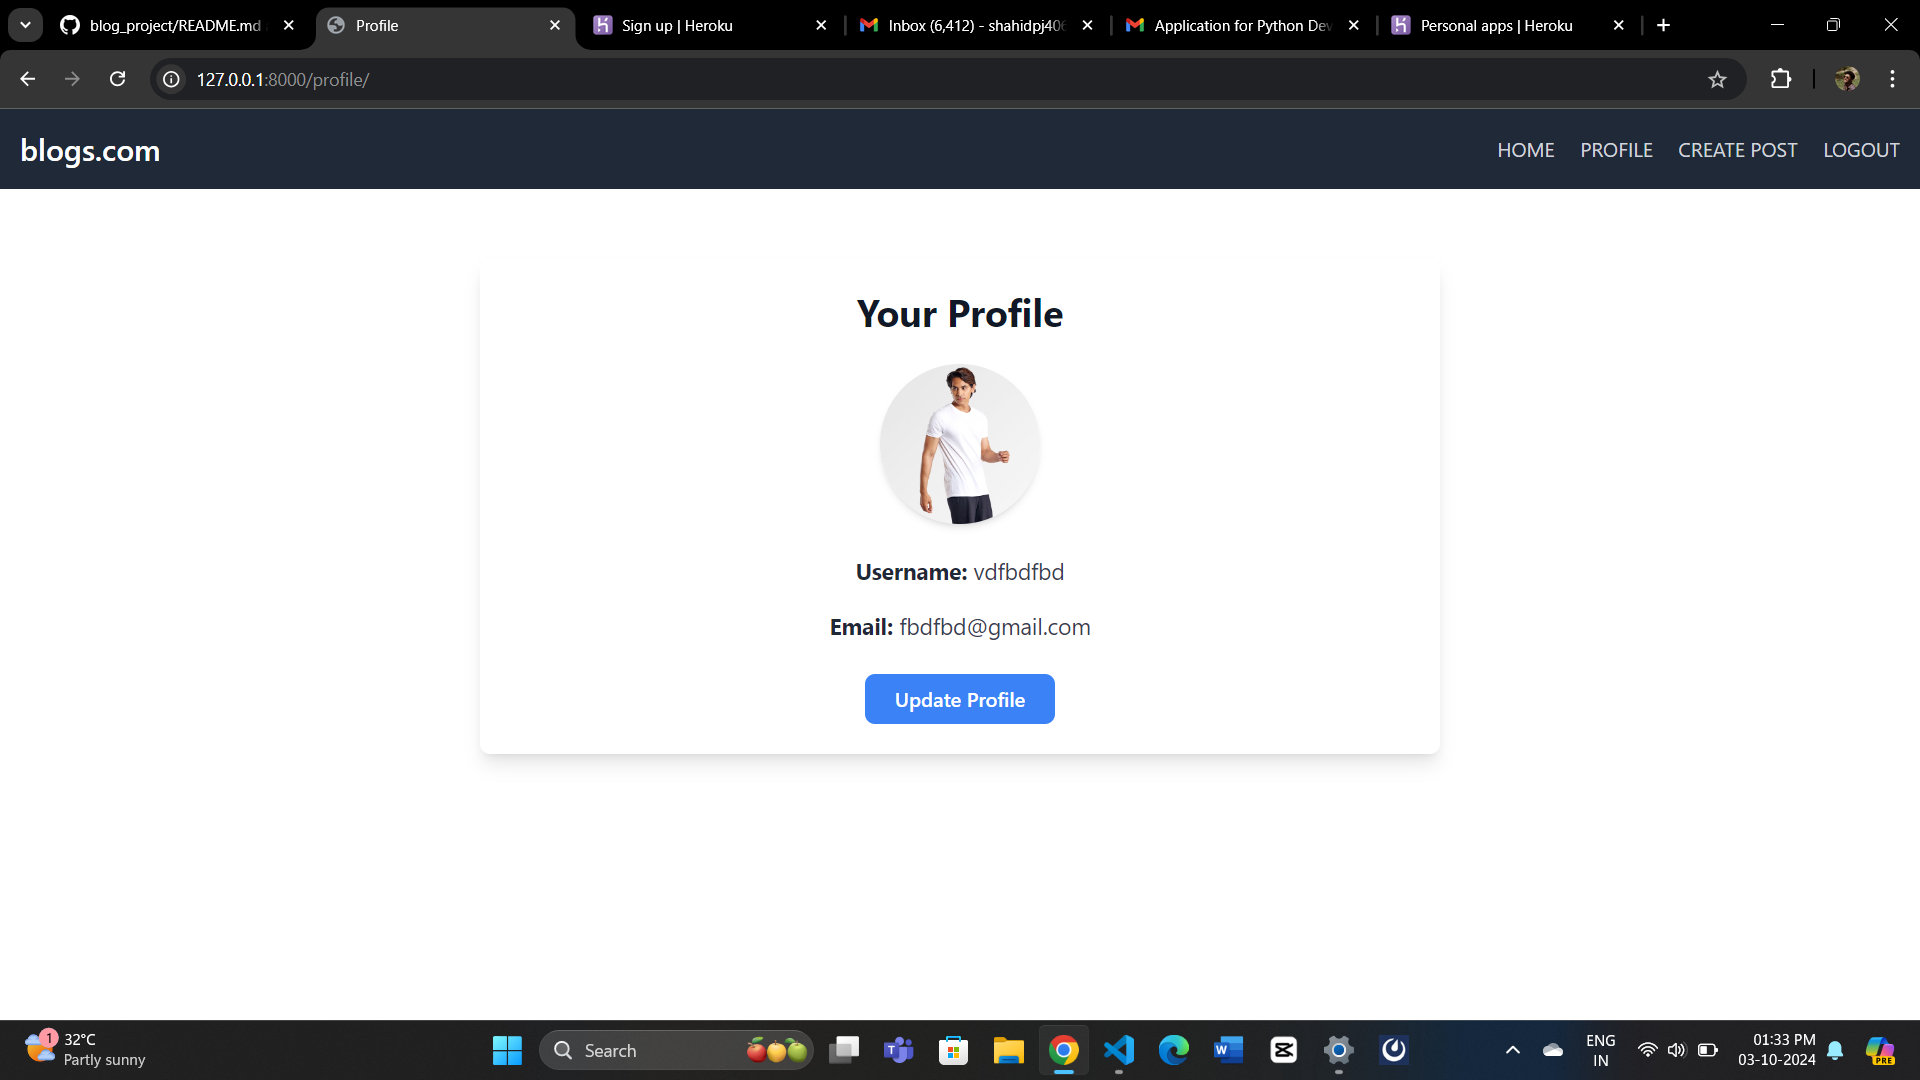 blog_project/README.md
Profile
Sign up | Heroku
Inbox (6,412) - shahidpj406
Application for Python Dev
Personal apps | Heroku
127.0.0.1:8000/profile/
blogs.com
HOME
PROFILE
CREATE POST
LOGOUT
Your Profile
Username: vdfbdfbd
Email: fbdfbd@gmail.com
Update Profile
1
32°C
Partly sunny
Search
T
W
ENG
IN
01:33 PM
03-10-2024
PRE